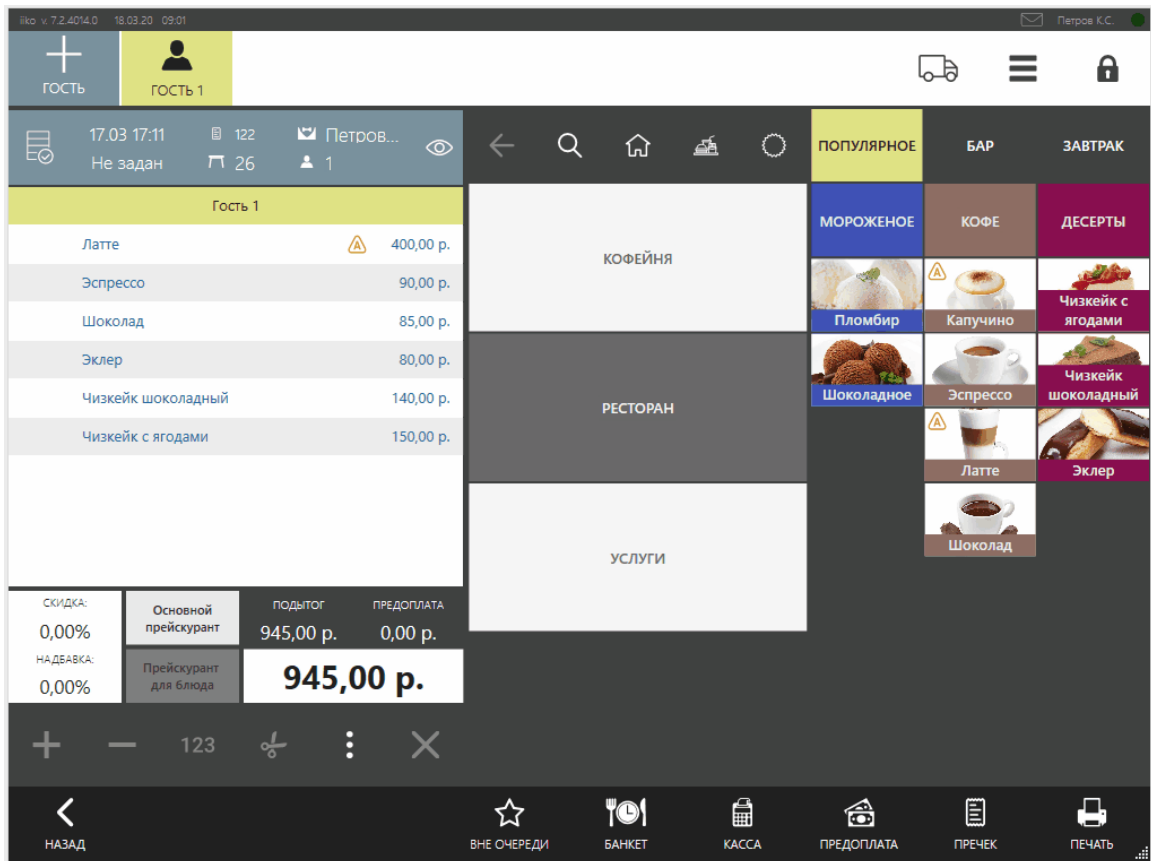 iiko v. 7.2.4014.0 18.03.20 09:01 Петров К.С.
ГОСТЬ
ГОСТЬ 1
17.03 17:11 122 Петров...
Не задан 26 1
Гость 1
Латте 400,00 р.
Эспрессо 90,00 р.
Шоколад 85,00 р.
Эклер 80,00 р.
Чизкейк шоколадный 140,00 р.
Чизкейк с ягодами 150,00 р.
СКИДКА:
0,00%
НАДБАВКА:
0,00%
Основной
прейскурант
Прейскурант
для блюда
ПОДЫТОГ ПРЕДОПЛАТА
945,00 р. 0,00 р.
945,00 р.
123
КОФЕЙНЯ
РЕСТОРАН
УСЛУГИ
ПОПУЛЯРНОЕ БАР ЗАВТРАК
МОРОЖЕНОЕ КОФЕ ДЕСЕРТЫ
Пломбир
A
Капучино
Чизкейк с
ягодами
Шоколадное
Эспрессо
Чизкейк
шоколадный
A
Латте
Эклер
Шоколад
НАЗАД
ВНЕ ОЧЕРЕДИ
БАНКЕТ
КАССА
ПРЕДОПЛАТА
ПРЕЧЕК
ПЕЧАТЬ